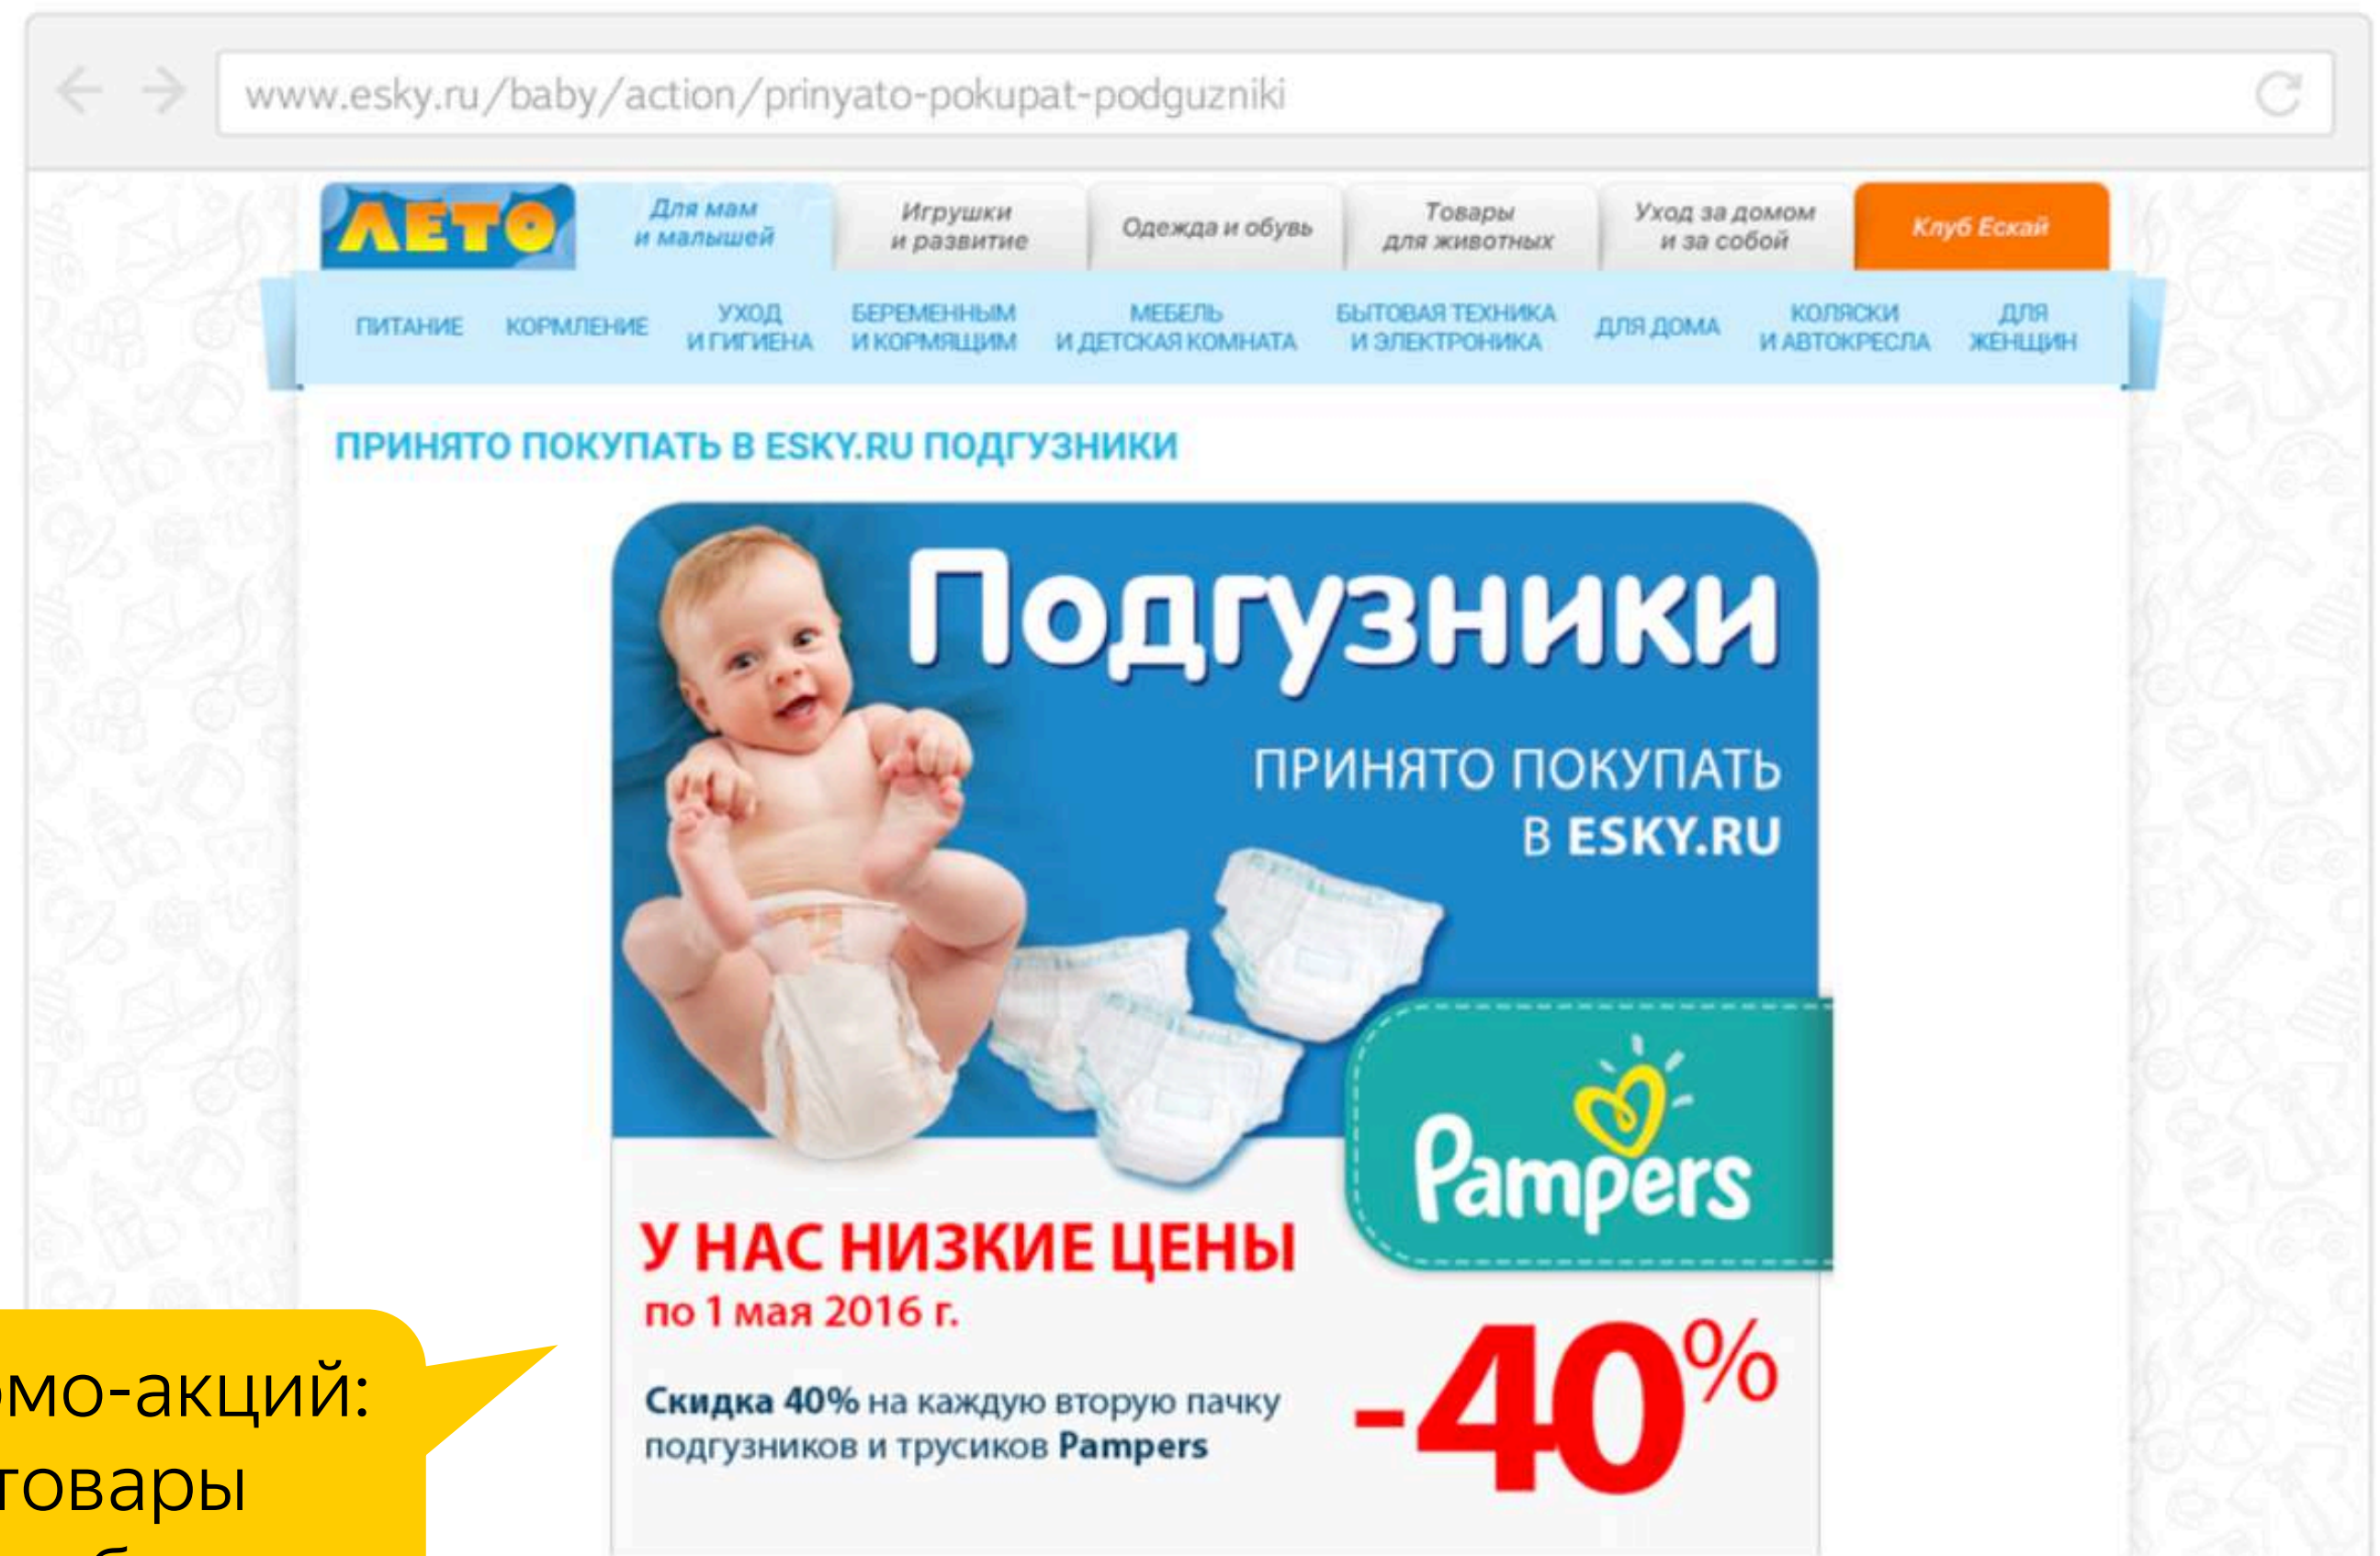 www.esky.ru/baby/action/prinyato-pokupat-podguzniki
ЛЕТО
Для мам
и малышей
Игрушки
и развитие
Одежда и обувь
Товары
для животных
Уход за домом
и за собой
Клуб Ескай
ПИТАНИЕ
КОРМЛЕНИЕ
УХОД
И ГИГИЕНА
БЕРЕМЕННЫМ
И КОРМЯЩИМ
МЕБЕЛЬ
И ДЕТСКАЯ КОМНАТА
БЫТОВАЯ ТЕХНИКА
И ЭЛЕКТРОНИКА
ДЛЯ ДОМА
КОЛЯСКИ
И АВТОКРЕСЛА
ДЛЯ
ЖЕНЩИН
ПРИНЯТО ПОКУПАТЬ В ESKY.RU ПОДГУЗНИКИ
Подгузники
ПРИНЯТО ПОКУПАТЬ
В ESKY.RU
Pampers
У НАС НИЗКИЕ ЦЕНЫ
по 1 мая 2016 г.
-40%
Скидка 40% на каждую вторую пачку
подгузников и трусиков Pampers
мо-акций:
товары